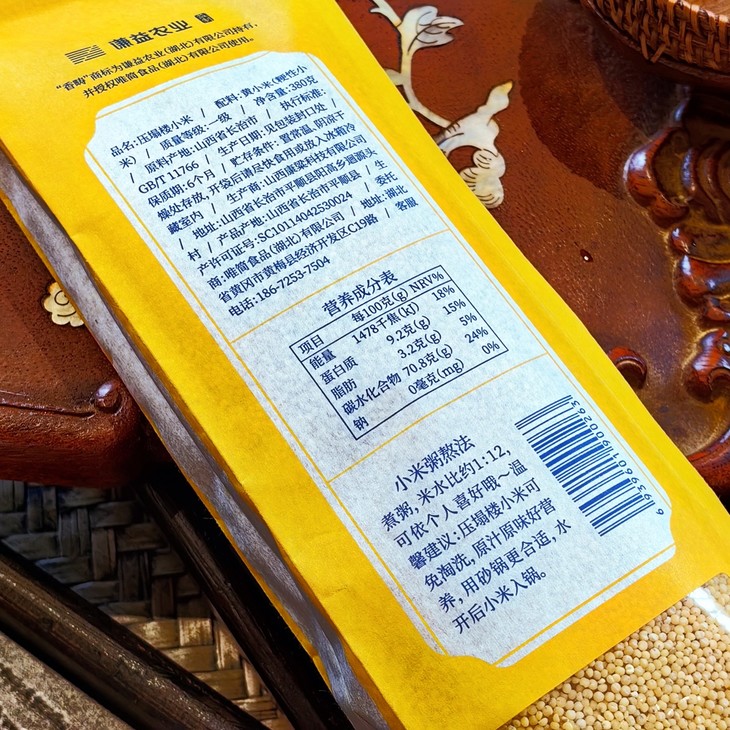 谦益农业
“香畈”商标为谦益农业(湖北)有限公司持有，
并授权唯简食品(湖北)有限公司使用。
品名:压塌楼小米 / 配料:黄小米(粳性小
米) / 质量等级:一级 / 净含量:380克
/ 原料产地:山西省长治市 / 执行标准:
GB/T 11766 / 生产日期:见包装封口处 /
保质期:6个月 / 贮存条件: 置常温、阴凉干
燥处存放,开袋后请尽快食用或放入冰箱冷
藏室内 / 生产商:山西康梁科技有限公司
/ 地址:山西省长治市平顺县阳高乡迴源头
村 / 产品产地:山西省长治市平顺县 / 生
产许可证号:SC10114042530024 / 委托
商:唯简食品(湖北)有限公司 / 地址:湖北
省黄冈市黄梅县经济开发区C19路 / 客服
电话:186-7253-7504
营养成分表
项目 每100克(g) NRV%
能量 1478千焦(kJ) 18%
蛋白质 9.2克(g) 15%
脂肪 3.2克(g) 5%
碳水化合物 70.8克(g) 24%
钠 0毫克(mg) 0%
小米粥熬法
煮粥,米水比约1:12,
可依个人喜好哦～温
馨建议:压塌楼小米可
免淘洗,原汁原味好营
养,用砂锅更合适,水
开后小米入锅。